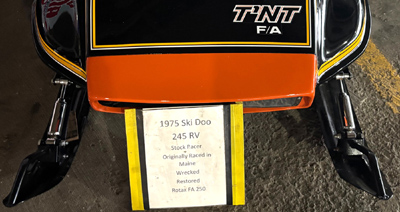 T'NT
F/A
1975 Ski Doo
245 RV
Stock Racer
Originally Raced in
Maine
Wrecked
Restored
Rotax FA 250